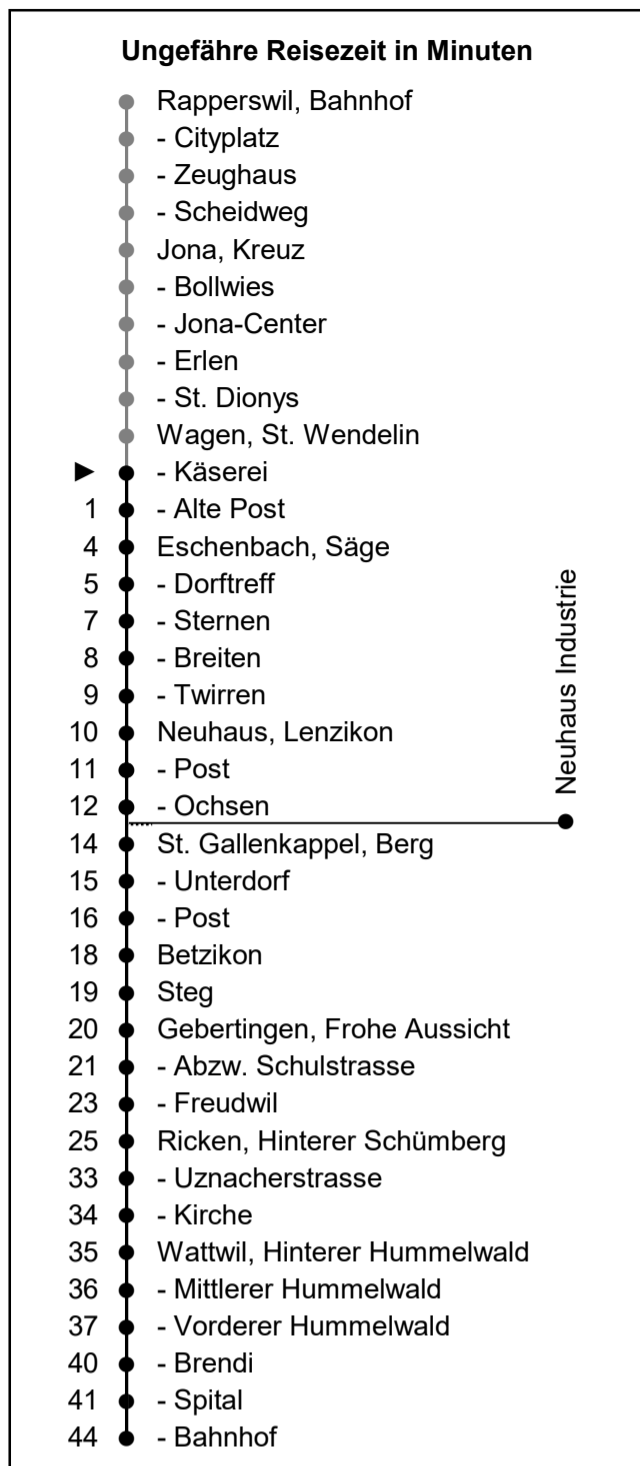 Ungefähre Reisezeit in Minuten
Rapperswil, Bahnhof
- Cityplatz
- Zeughaus
- Scheidweg
Jona, Kreuz
- Bollwies
- Jona-Center
- Erlen
- St. Dionys
Wagen, St. Wendelin
- Käserei
1 - Alte Post
4 Eschenbach, Säge
5 - Dorftreff
7 - Sternen
8 - Breiten
9 - Twirren
10 Neuhaus, Lenzikon
11 - Post
12 - Ochsen
Neuhaus Industrie
14 St. Gallenkappel, Berg
15 - Unterdorf
16 - Post
18 Betzikon
19 Steg
20 Gebertingen, Frohe Aussicht
21 - Abzw. Schulstrasse
23 - Freudwil
25 Ricken, Hinterer Schümberg
33 - Uznacherstrasse
34 - Kirche
35 Wattwil, Hinterer Hummelwald
36 - Mittlerer Hummelwald
37 - Vorderer Hummelwald
40 - Brendi
41 - Spital
44 - Bahnhof